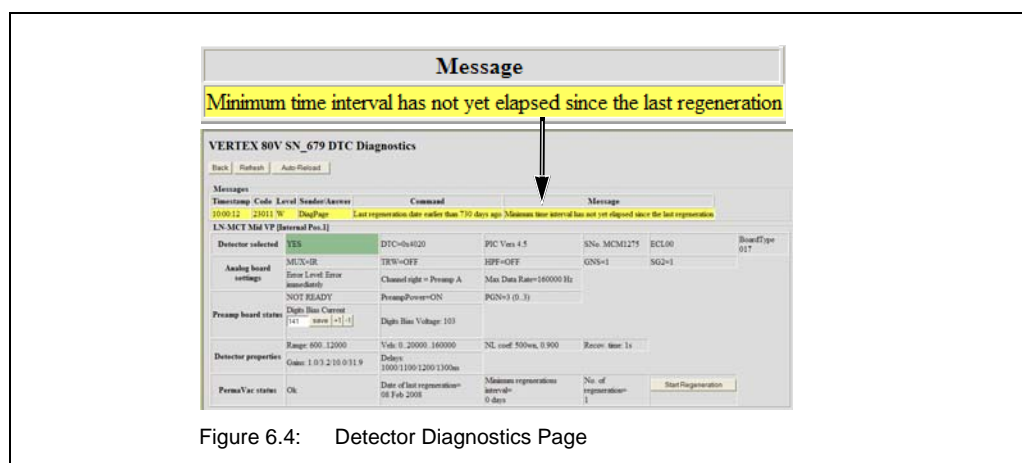 Message
Minimum time interval has not yet elapsed since the last regeneration
VERTEX 80V SN_679 DTC Diagnostics
Back Refresh Auto-Reload
Messages
Timestamp Code Level Sender/Answer Command Message
10:00:12 23011 W DiagPage Last regeneration date earlier than 730 days ago Minimum time interval has not yet elapsed since the last regeneration
LN-MCT Mid VP [Internal Pos.1]
Detector selected YES DTC=0x4020 PIC Vers 4.5 SNo. MCM1275 ECL00 BoardType 017
Analog board settings MUX=IR TRW=OFF HPF=OFF GNS=1 SG2=1
Error Level: Error immediately Channel right = Preamp A Max Data Rate=160000 Hz
Preamp board status NOT READY PreampPower=ON PGN=3 (0..3)
Digits Bias Current 141 save +1 -1 Digits Bias Voltage: 103
Detector properties Range: 600..12000 Vels: 0..20000..160000 NL coef: 500wn, 0.900 Recov. time: 1s
Gains: 1.0/3.2/10.0/31.9 Delays: 1000/1100/1200/1300ns
PermaVac status Ok Date of last regeneration= 08 Feb 2008 Minimum regenerations interval= 0 days No. of regeneration= 1 Start Regeneration
Figure 6.4: Detector Diagnostics Page